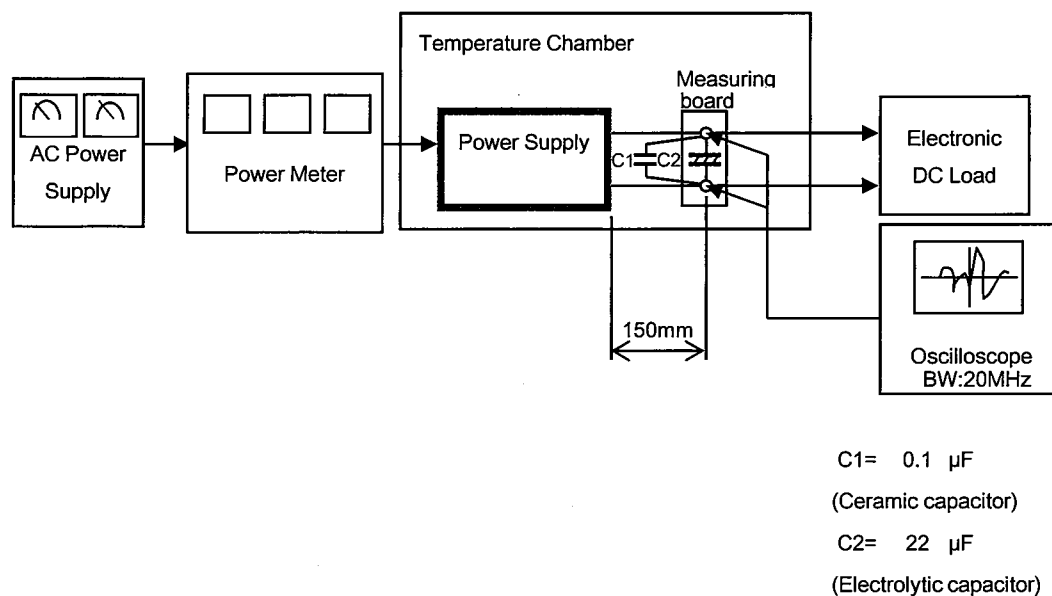 Temperature Chamber
Measuring
board
AC Power
Supply
Power Meter
Power Supply
C1
C2
Electronic
DC Load
150mm
Oscilloscope
BW:20MHz
C1= 0.1 µF
(Ceramic capacitor)
C2= 22 µF
(Electrolytic capacitor)